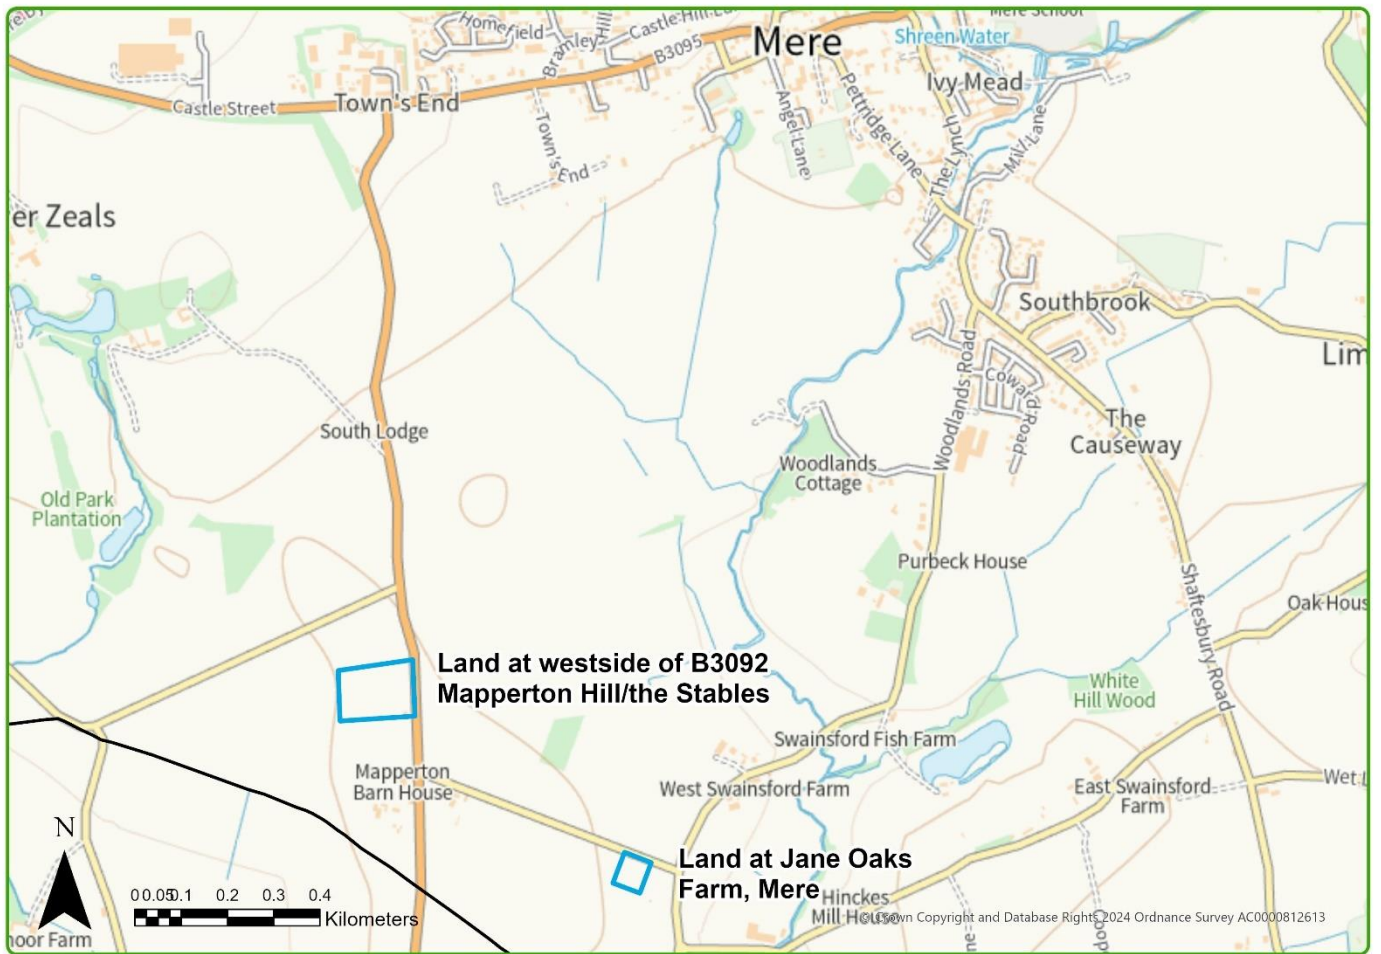 Homefield
Bramley Hill
Castle Hill La
Mere School
B3095
Mere
Shreen Water
Castle Street
Town's End
Ivy Mead
Pettridge Lane
Angel Lane
Town's End
The Lynch
Mill Lane
er Zeals
Southbrook
Lim
Woodlands Road
Coward Road
South Lodge
The
Causeway
Woodlands
Cottage
Old Park
Plantation
Purbeck House
Shaftesbury Road
Oak Hous
Land at westside of B3092
Mapperton Hill/the Stables
White
Hill Wood
Swainsford Fish Farm
Mapperton
Barn House
West Swainsford Farm
East Swainsford
Farm
Wet L
N
Land at Jane Oaks
Farm, Mere
Hinckes
Mill House
0 0.05 0.1 0.2 0.3 0.4
Kilometers
Crown Copyright and Database Rights 2024 Ordnance Survey AC0000812613
noor Farm